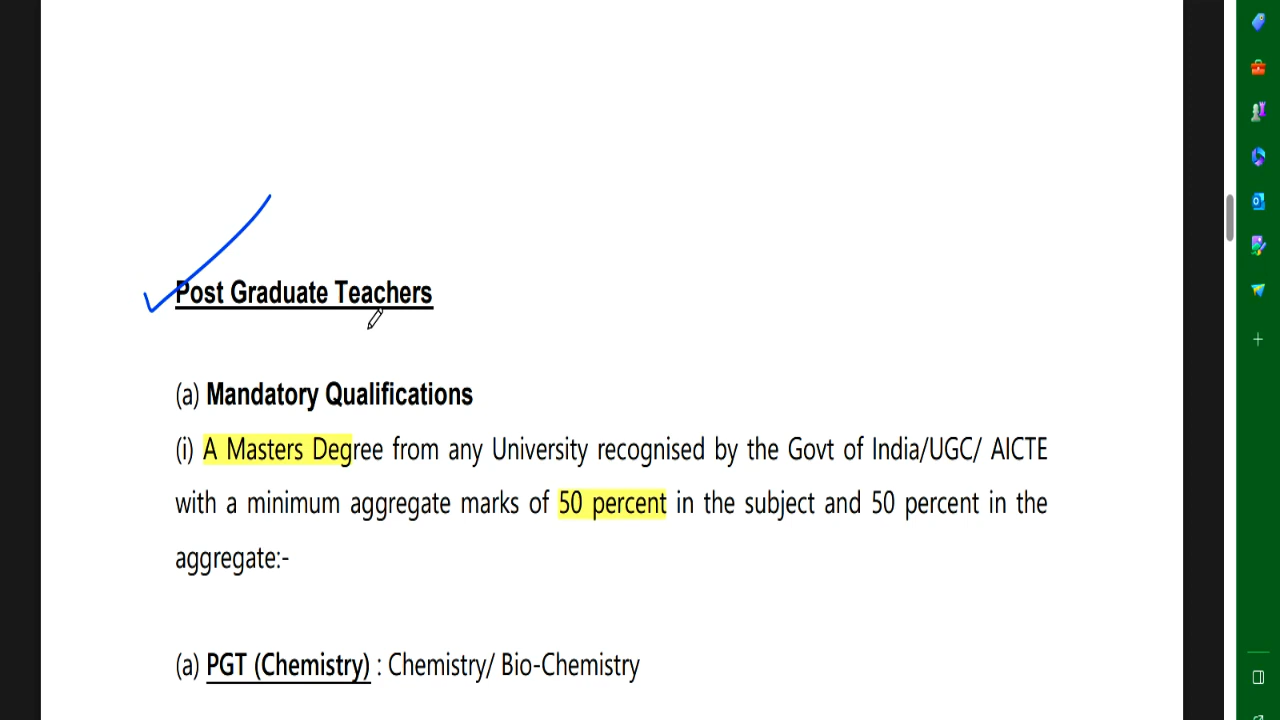 Post Graduate Teachers
(a) Mandatory Qualifications
(i) A Masters Degree from any University recognised by the Govt of India/UGC/ AICTE
with a minimum aggregate marks of 50 percent in the subject and 50 percent in the
aggregate:-
(a) PGT (Chemistry) : Chemistry/ Bio-Chemistry